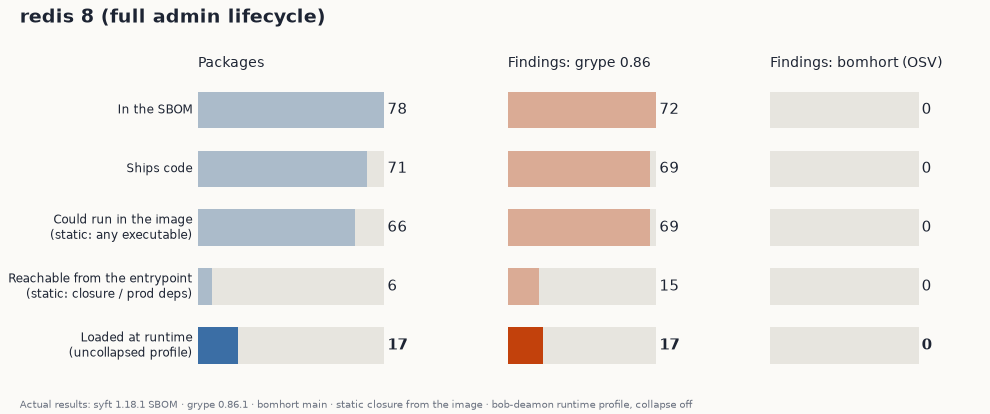 redis 8 (full admin lifecycle)
Packages
Findings: grype 0.86
Findings: bomhort (OSV)
In the SBOM
78
72
0
Ships code
71
69
0
Could run in the image
(static: any executable)
66
69
0
Reachable from the entrypoint
(static: closure / prod deps)
6
15
0
Loaded at runtime
(uncollapsed profile)
17
17
0
Actual results: syft 1.18.1 SBOM · grype 0.86.1 · bomhort main · static closure from the image · bob-deamon runtime profile, collapse off